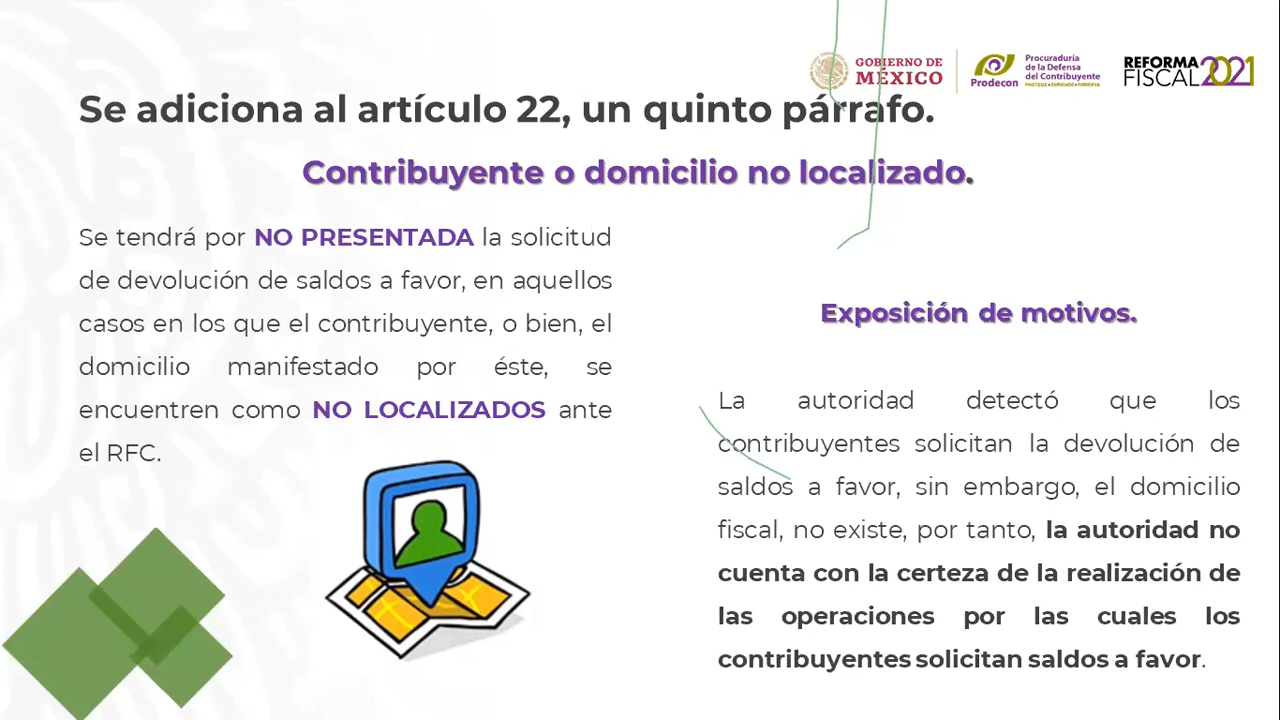 GOBIERNO DE
MÉXICO
Prodecon
Procuraduría
de la Defensa
del Contribuyente
PROTEGE • DEFIENDE • OBSERVA
REFORMA
FISCAL 2021
Se adiciona al artículo 22, un quinto párrafo.
Contribuyente o domicilio no localizado.
Se tendrá por NO PRESENTADA la solicitud
de devolución de saldos a favor, en aquellos
casos en los que el contribuyente, o bien, el
domicilio manifestado por éste, se
encuentren como NO LOCALIZADOS ante
el RFC.
Exposición de motivos.
La autoridad detectó que los
contribuyentes solicitan la devolución de
saldos a favor, sin embargo, el domicilio
fiscal, no existe, por tanto, la autoridad no
cuenta con la certeza de la realización de
las operaciones por las cuales los
contribuyentes solicitan saldos a favor.